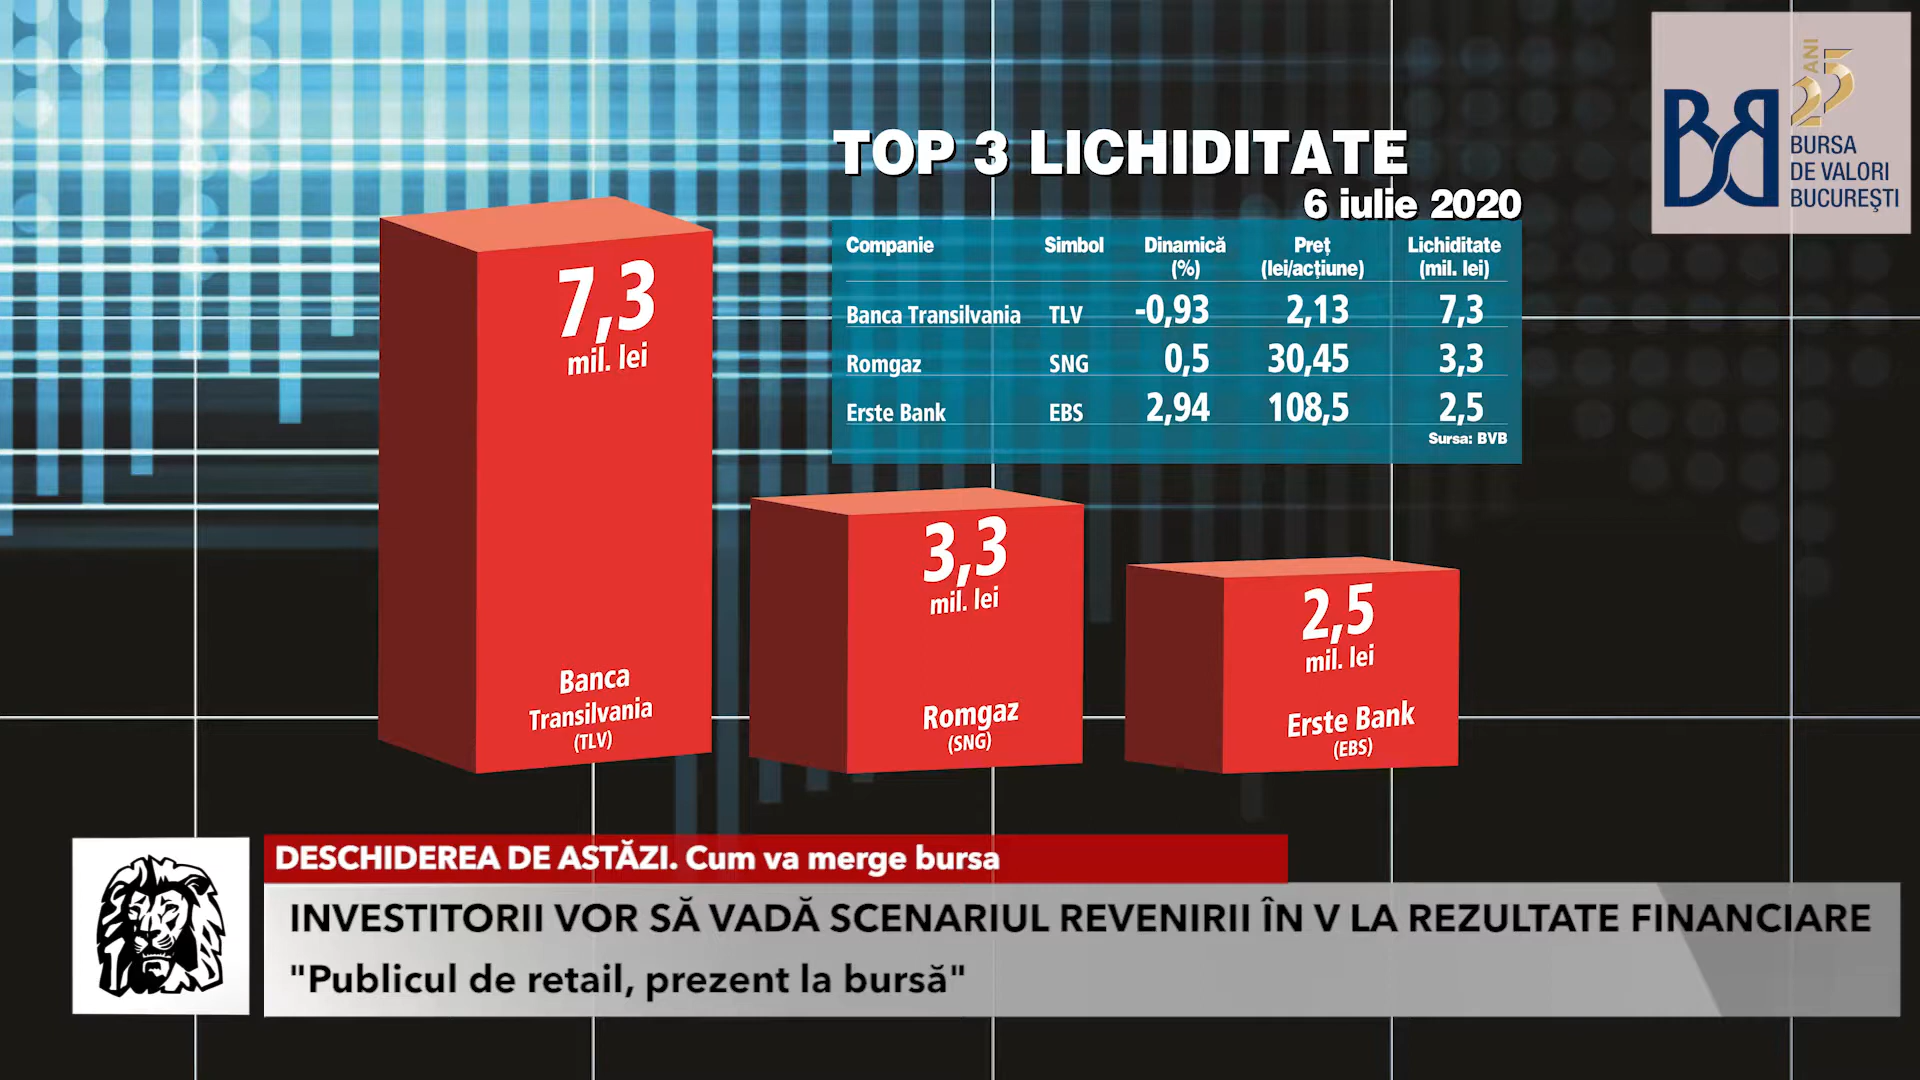 25 ANI
BURSA
DE VALORI
BUCUREȘTI
TOP 3 LICHIDITATE
6 iulie 2020
Companie Simbol Dinamică (%) Preț (lei/acțiune) Lichiditate (mil. lei)
Banca Transilvania TLV -0,93 2,13 7,3
Romgaz SNG 0,5 30,45 3,3
Erste Bank EBS 2,94 108,5 2,5
Sursa: BVB
7,3
mil. lei
Banca
Transilvania
(TLV)
3,3
mil. lei
Romgaz
(SNG)
2,5
mil. lei
Erste Bank
(EBS)
DESCHIDEREA DE ASTĂZI. Cum va merge bursa
INVESTITORII VOR SĂ VADĂ SCENARIUL REVENIRII ÎN V LA REZULTATE FINANCIARE
"Publicul de retail, prezent la bursă"